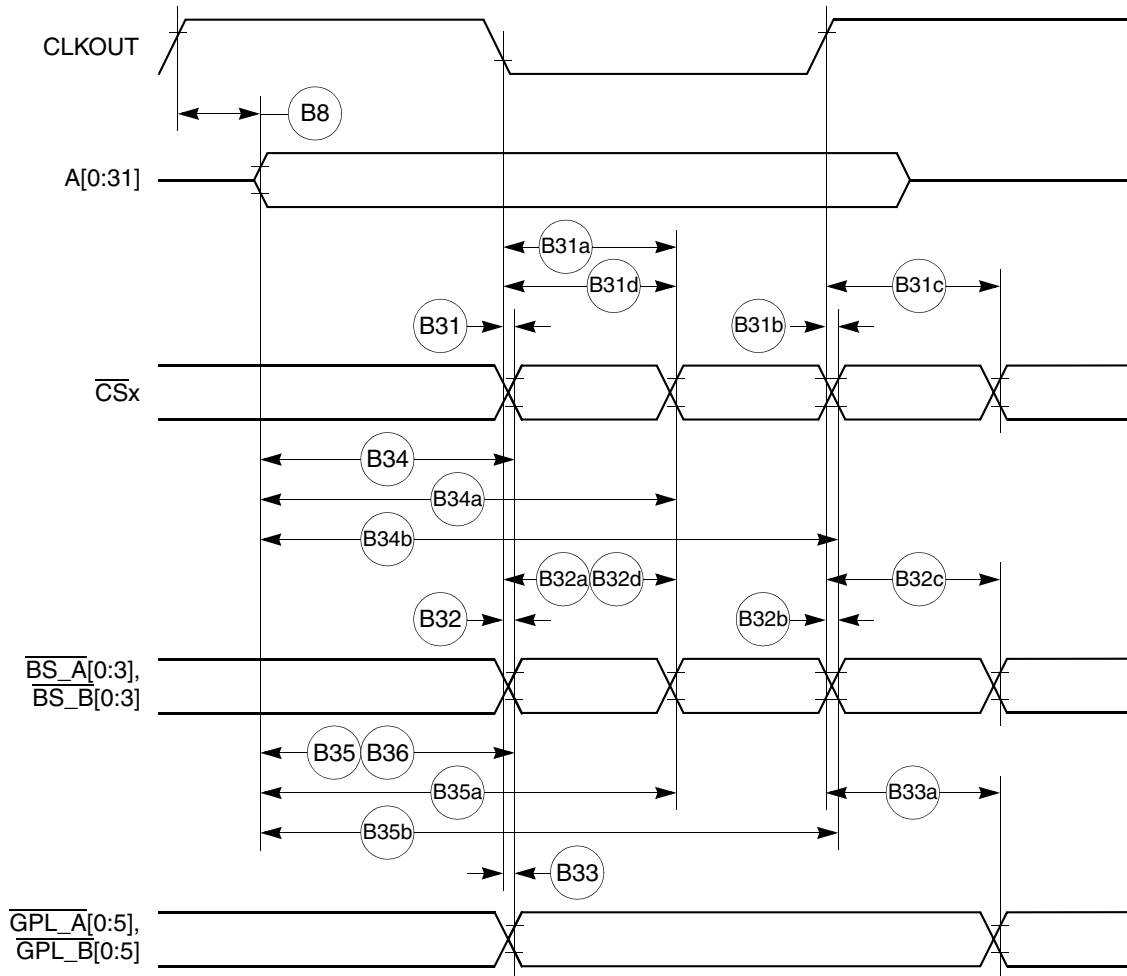 CLKOUT
B8
A[0:31]
B31a
B31d
B31c
B31
B31b
CSx
B34
B34a
B34b
B32a B32d
B32c
B32
B32b
BS_A[0:3],
BS_B[0:3]
B35 B36
B35a
B33a
B35b
B33
GPL_A[0:5],
GPL_B[0:5]